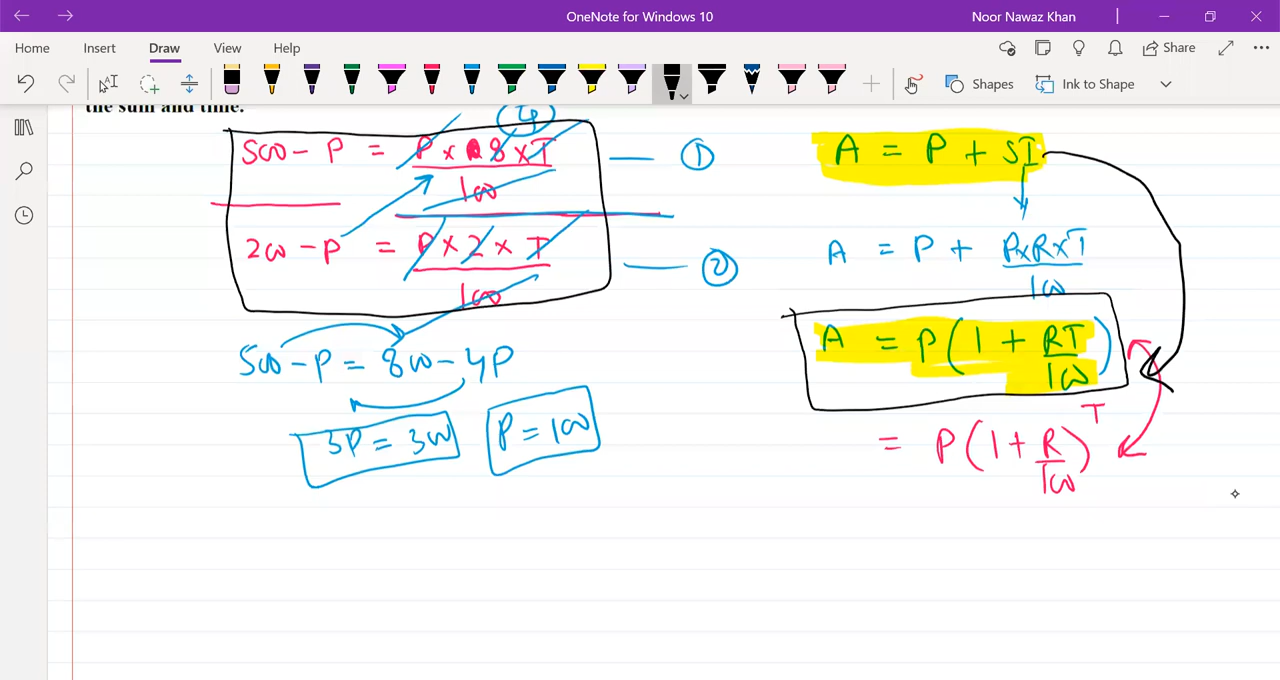 OneNote for Windows 10
Noor Nawaz Khan
Home Insert Draw View Help
Share
Shapes
Ink to Shape
the sum and time.
4
500 - P = P x 8 x T / 100 — 1
200 - P = P x 2 x T / 100 — 2
500 - P = 800 - 4P
3P = 300
P = 100
A = P + SI
A = P + PxRxT / 100
A = P(1 + RT / 100)
= P(1 + R / 100)^T